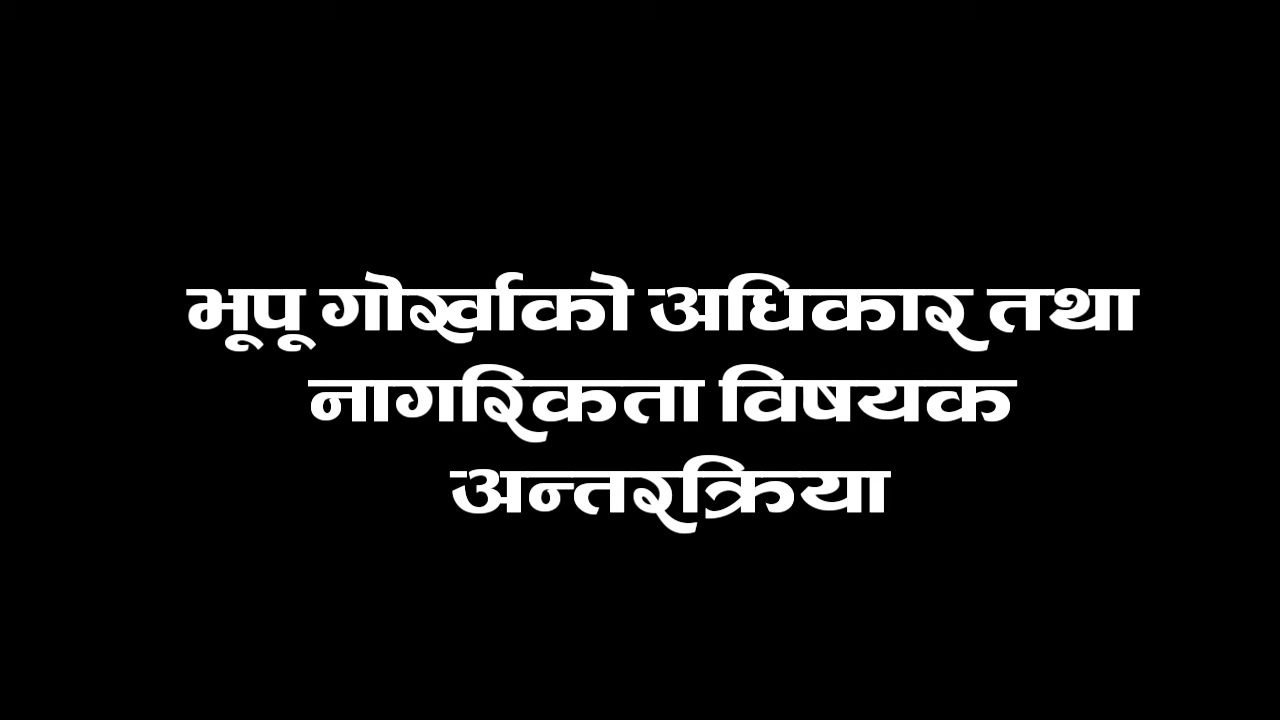 भूपू गोर्खाको अधिकार तथा
नागरिकता विषयक
अन्तरक्रिया